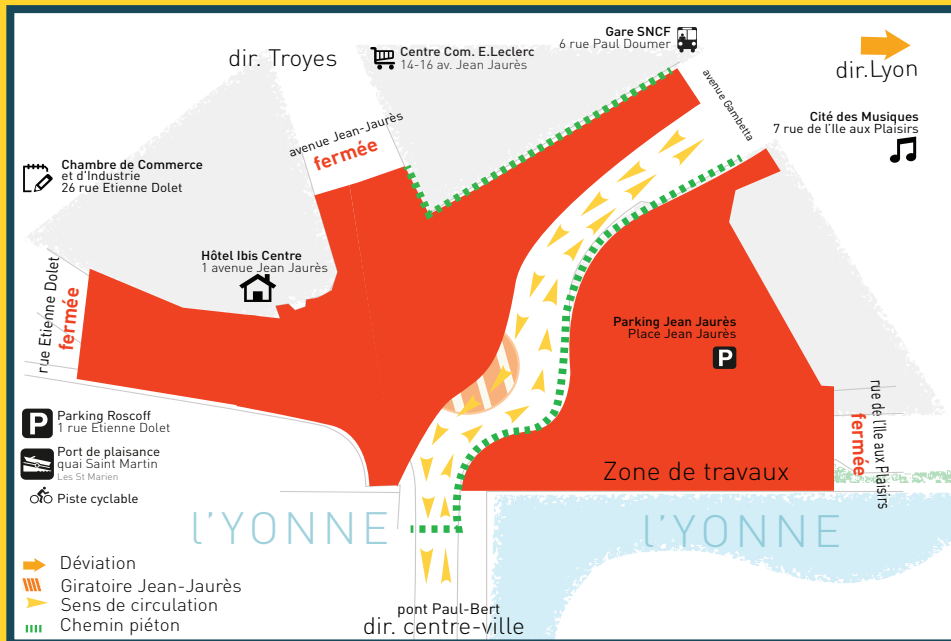 dir. Troyes
Centre Com. E.Leclerc
14-16 av. Jean Jaurès
Gare SNCF
6 rue Paul Doumer
dir.Lyon
avenue Gambetta
Cité des Musiques
7 rue de l'Ile aux Plaisirs
avenue Jean-Jaurès
fermée
Chambre de Commerce
et d'Industrie
26 rue Etienne Dolet
Hôtel Ibis Centre
1 avenue Jean Jaurès
rue Etienne Dolet
fermée
Parking Jean Jaurès
Place Jean Jaurès
P
rue de l'Ile aux Plaisirs
fermée
P
Parking Roscoff
1 rue Etienne Dolet
Port de plaisance
quai Saint Martin
Les St Marien
Piste cyclable
Zone de travaux
l'YONNE
l'YONNE
Déviation
Giratoire Jean-Jaurès
Sens de circulation
Chemin piéton
pont Paul-Bert
dir. centre-ville